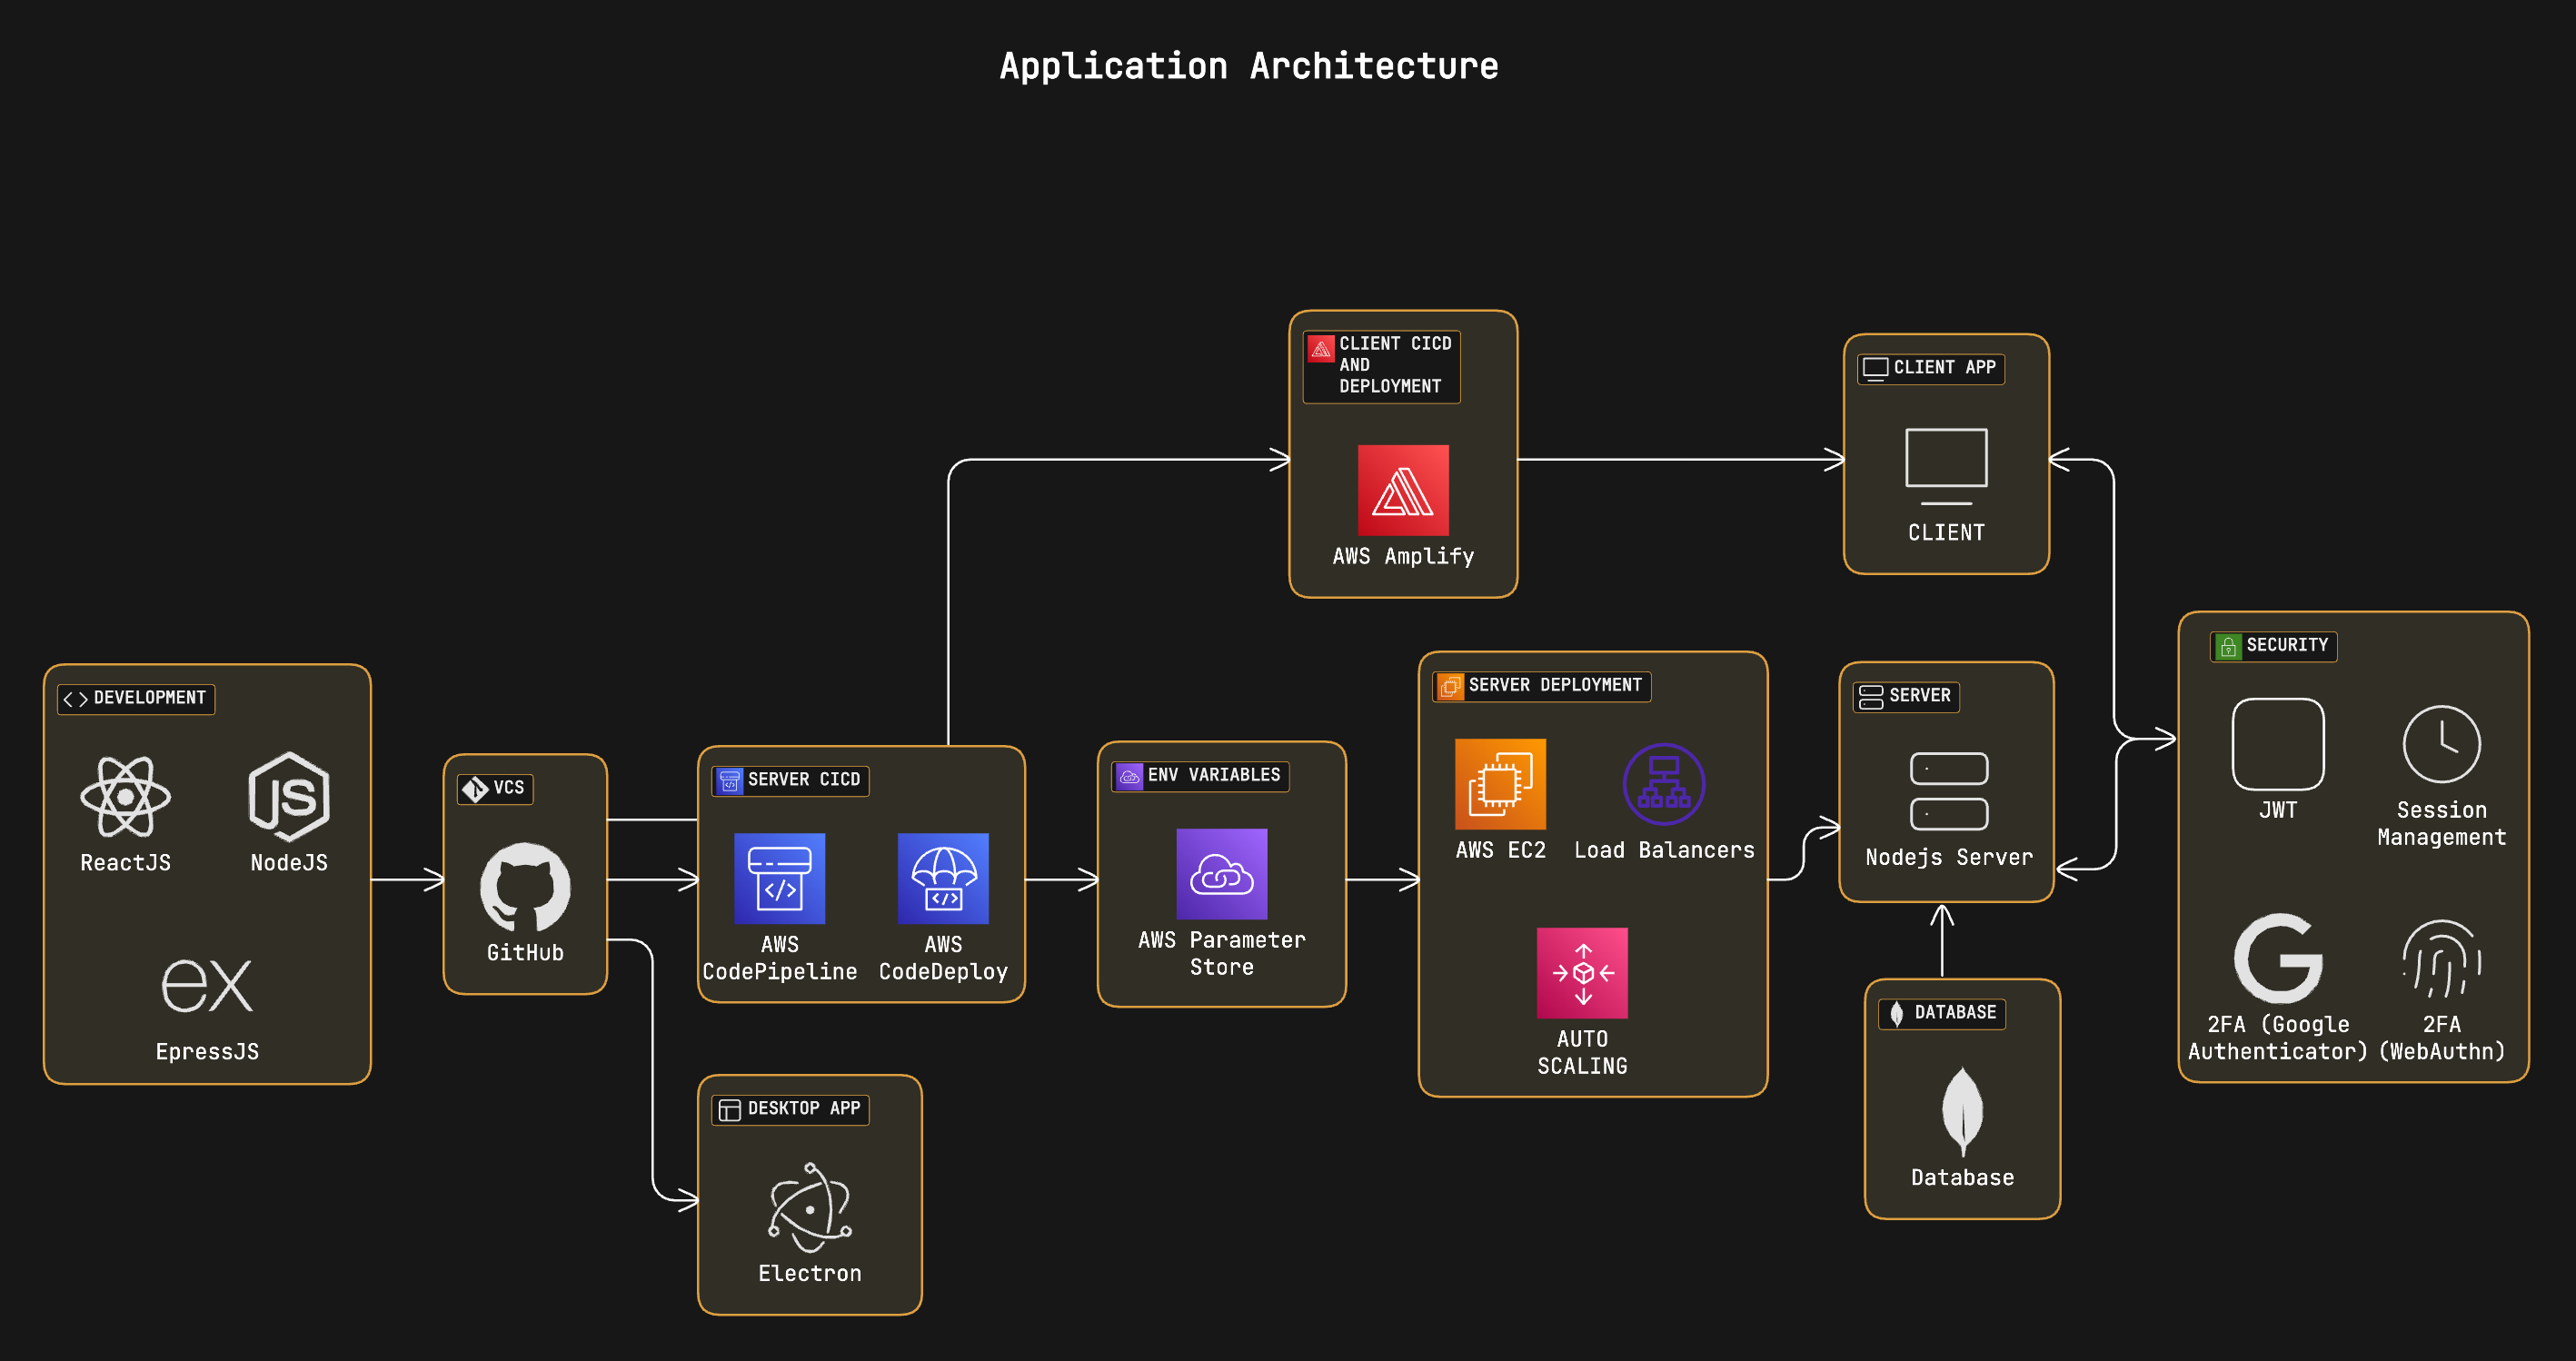 Application Architecture
CLIENT CICD
AND
DEPLOYMENT
AWS Amplify
CLIENT APP
CLIENT
DEVELOPMENT
ReactJS
NodeJS
EpressJS
VCS
GitHub
SERVER CICD
AWS
CodePipeline
AWS
CodeDeploy
ENV VARIABLES
AWS Parameter
Store
SERVER DEPLOYMENT
AWS EC2
Load Balancers
AUTO
SCALING
SERVER
Nodejs Server
SECURITY
JWT
Session
Management
2FA (Google
Authenticator)
2FA
(WebAuthn)
DESKTOP APP
Electron
DATABASE
Database